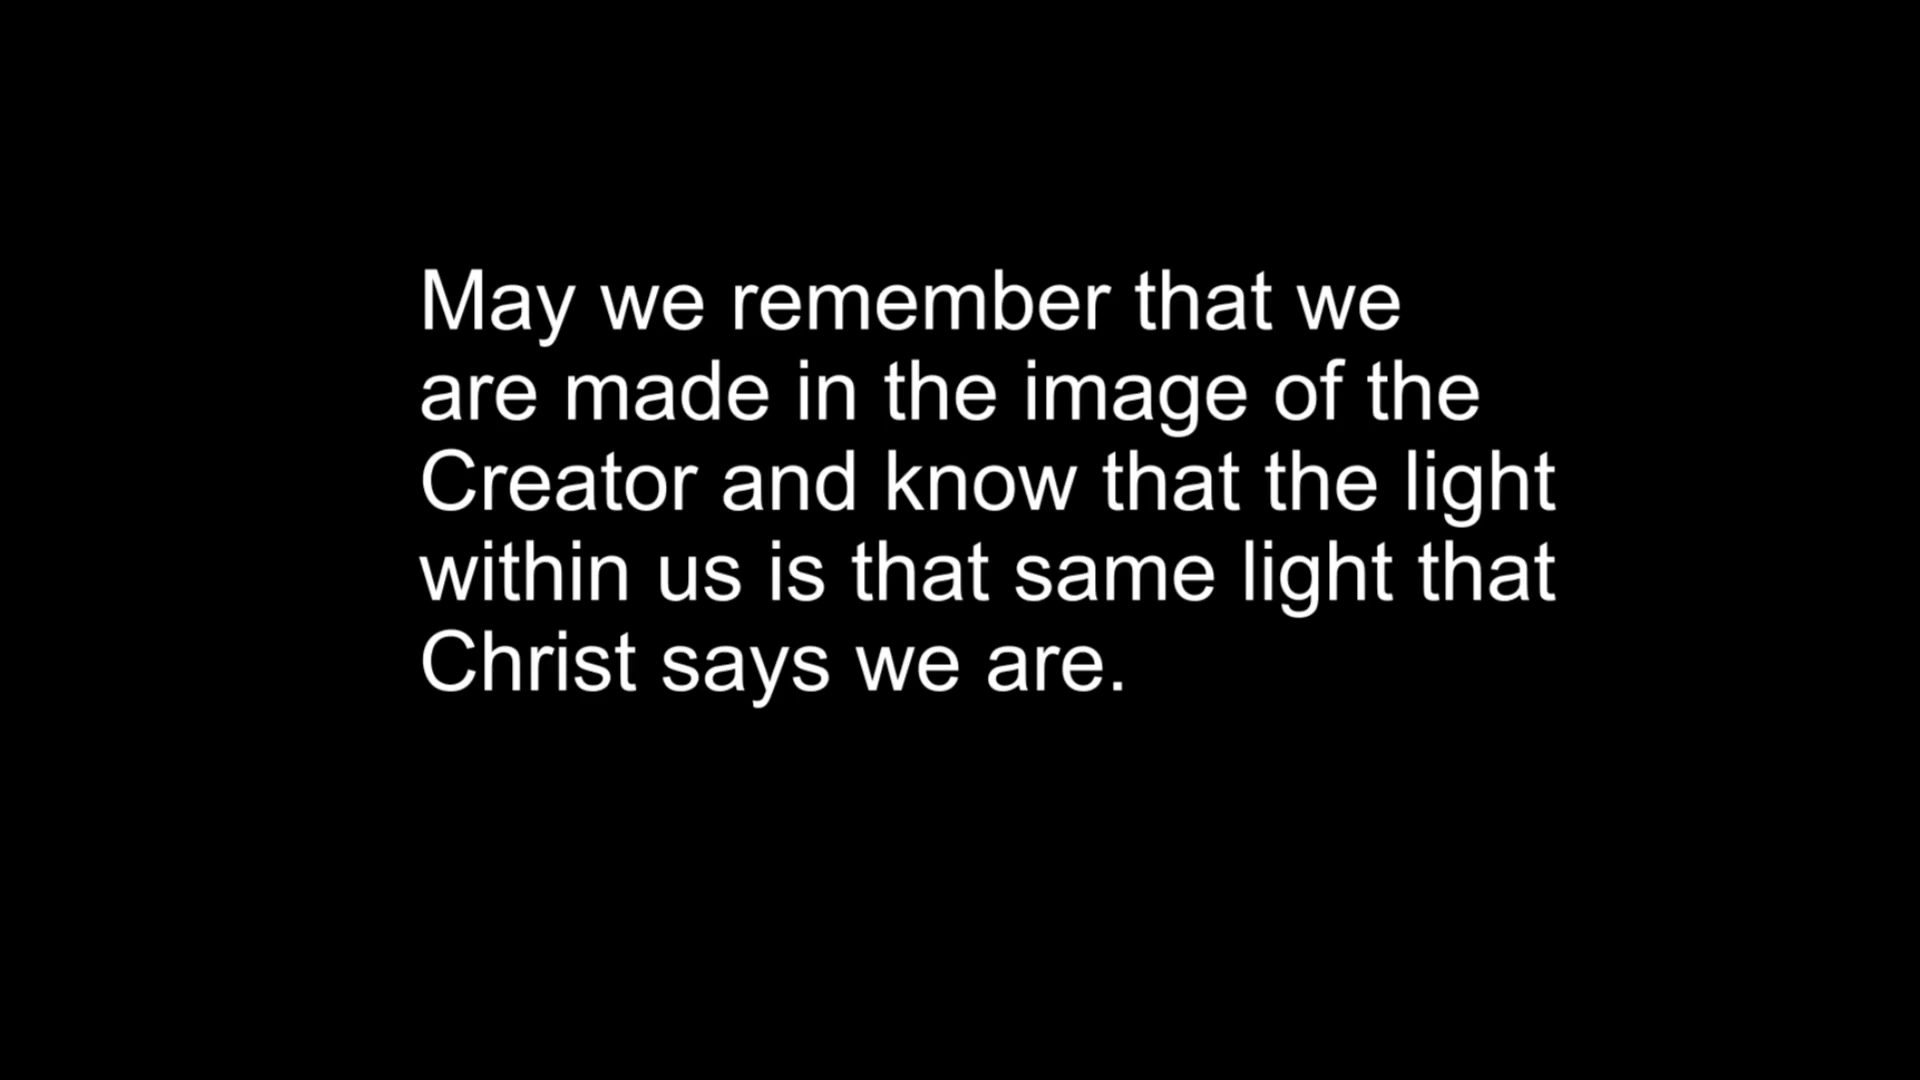 May we remember that we
are made in the image of the
Creator and know that the light
within us is that same light that
Christ says we are.